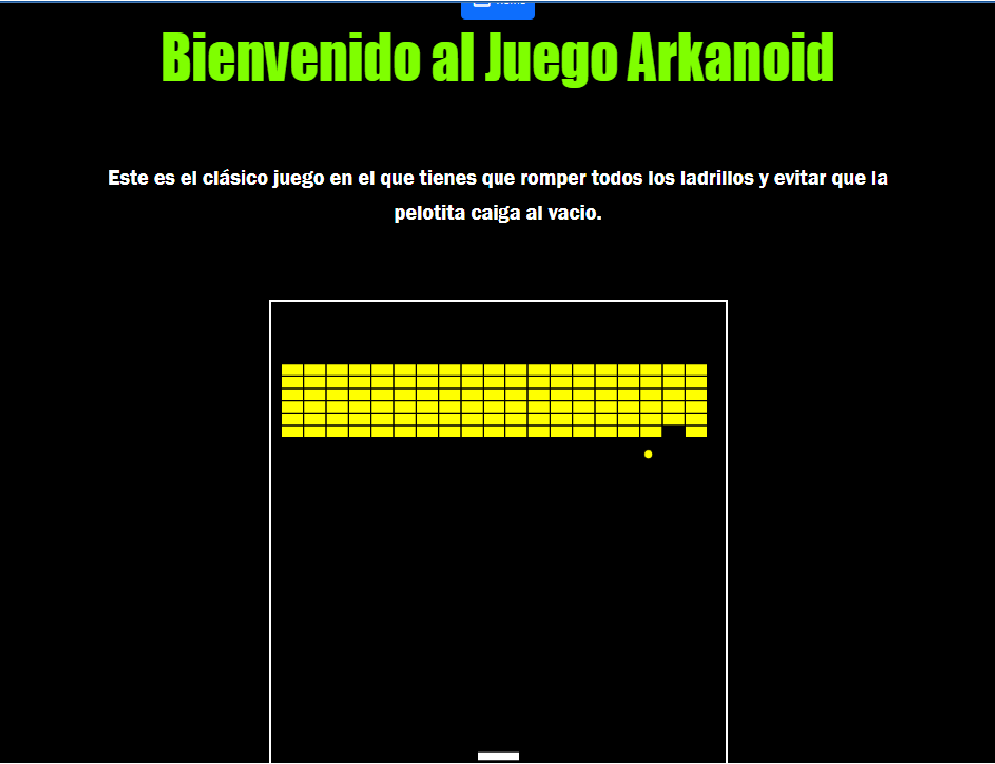 Bienvenido al Juego Arkanoid
Este es el clásico juego en el que tienes que romper todos los ladrillos y evitar que la
pelotita caiga al vacio.